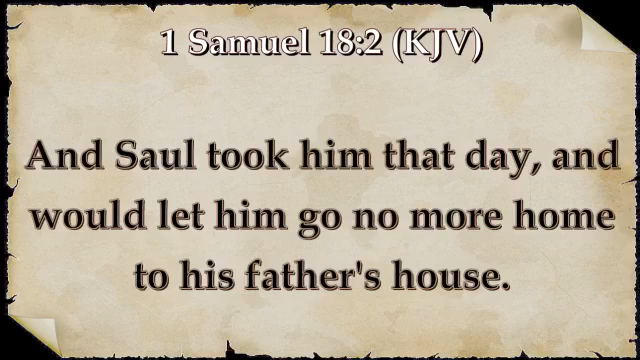 1 Samuel 18:2 (KJV)
And Saul took him that day, and
would let him go no more home
to his father's house.